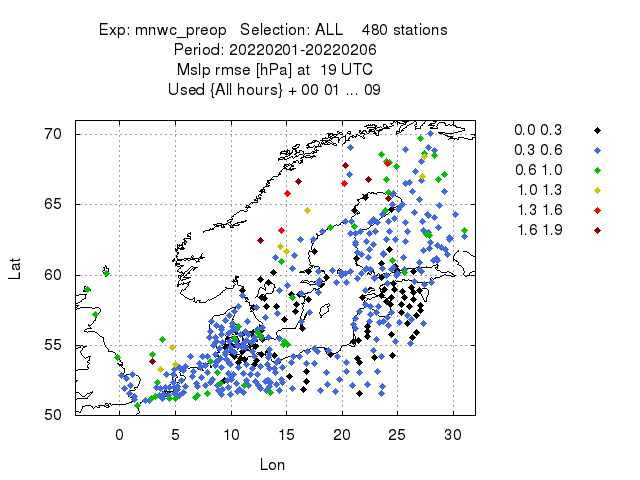 Exp: mnwc_preop   Selection: ALL    480 stations
Period: 20220201-20220206
Mslp rmse [hPa] at  19 UTC
Used {All hours} + 00 01 ... 09
0.0 0.3
0.3 0.6
0.6 1.0
1.0 1.3
1.3 1.6
1.6 1.9
70
65
60
55
50
Lat
0 5 10 15 20 25 30
Lon